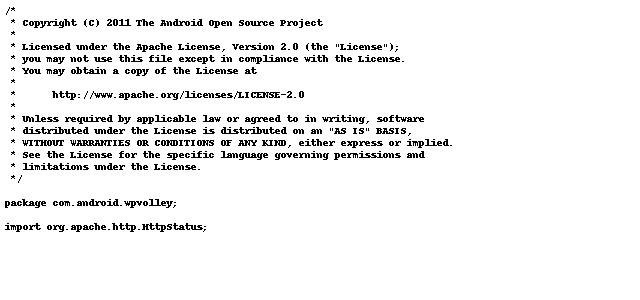 /*
 * Copyright (C) 2011 The Android Open Source Project
 *
 * Licensed under the Apache License, Version 2.0 (the "License");
 * you may not use this file except in compliance with the License.
 * You may obtain a copy of the License at
 *
 *      http://www.apache.org/licenses/LICENSE-2.0
 *
 * Unless required by applicable law or agreed to in writing, software
 * distributed under the License is distributed on an "AS IS" BASIS,
 * WITHOUT WARRANTIES OR CONDITIONS OF ANY KIND, either express or implied.
 * See the License for the specific language governing permissions and
 * limitations under the License.
 */

package com.android.wpvolley;

import org.apache.http.HttpStatus;